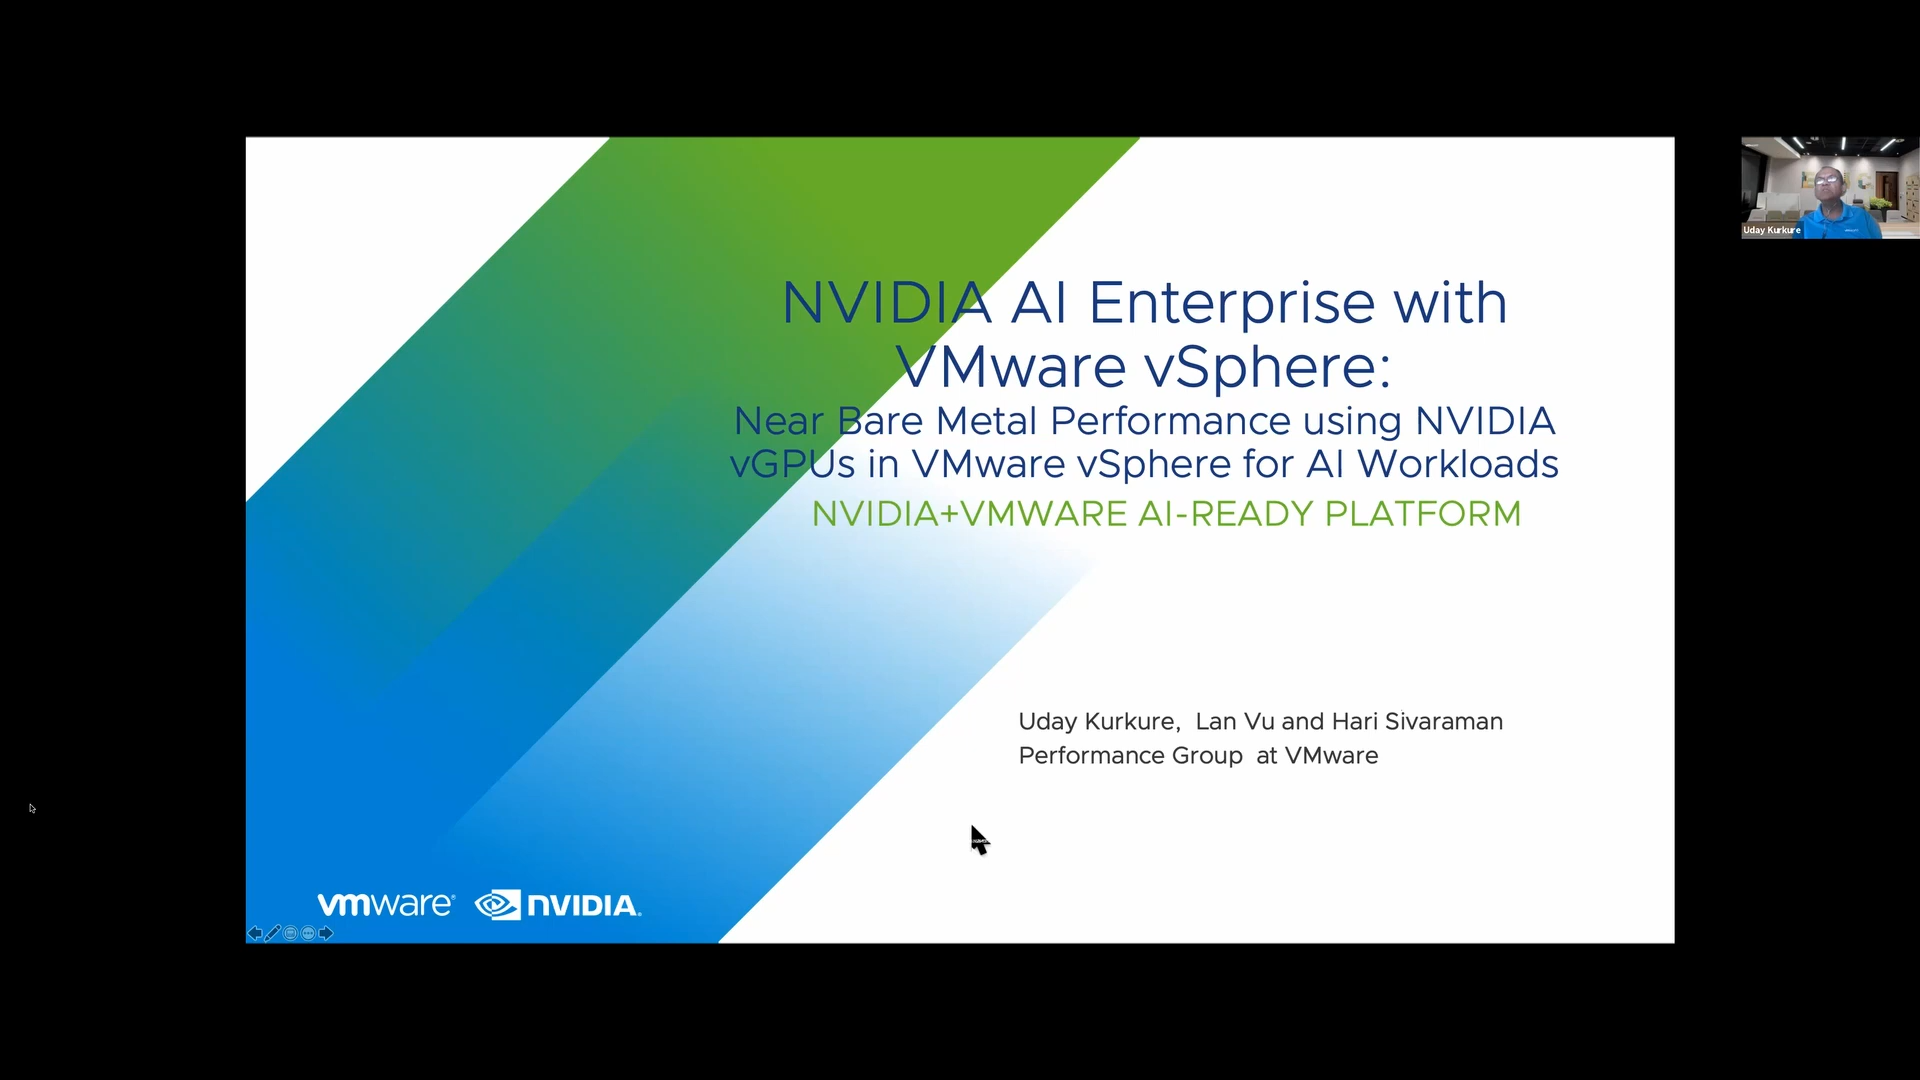 NVIDIA AI Enterprise with
VMware vSphere:
Near Bare Metal Performance using NVIDIA
vGPUs in VMware vSphere for AI Workloads
NVIDIA+VMWARE AI-READY PLATFORM
Uday Kurkure, Lan Vu and Hari Sivaraman
Performance Group at VMware
vmware® NVIDIA.
Uday Kurkure